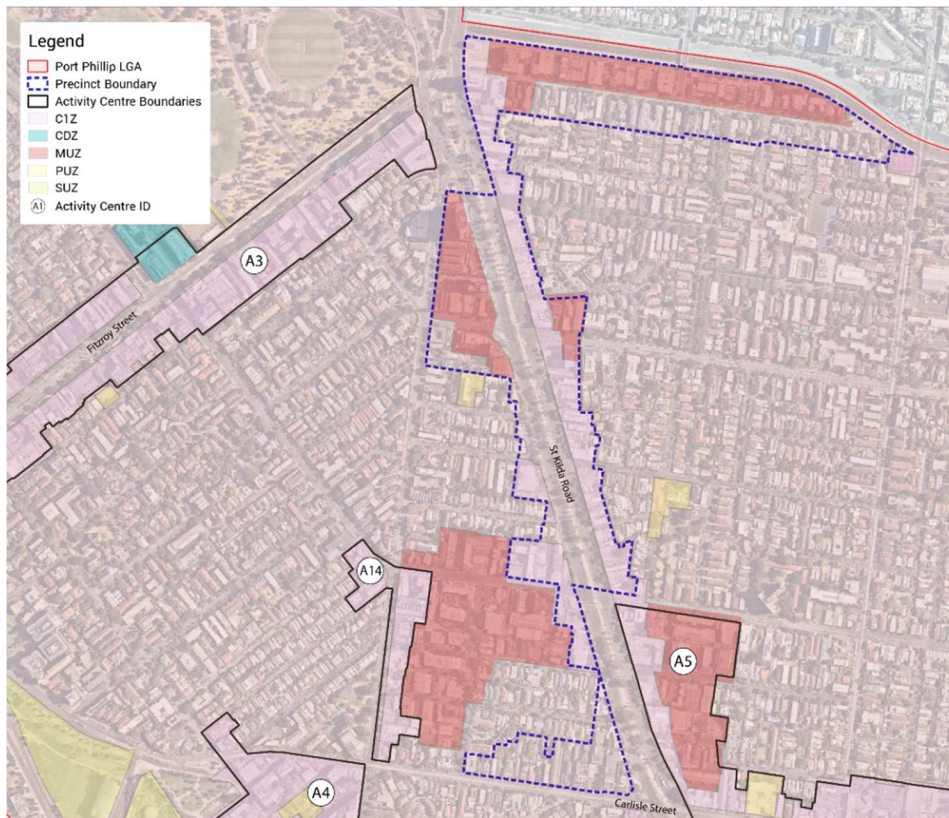 Legend
Port Phillip LGA
Precinct Boundary
Activity Centre Boundaries
C1Z
CDZ
MUZ
PUZ
SUZ
A1 Activity Centre ID
A3
Fitzroy Street
St Kilda Road
A14
A5
A4
Carlisle Street